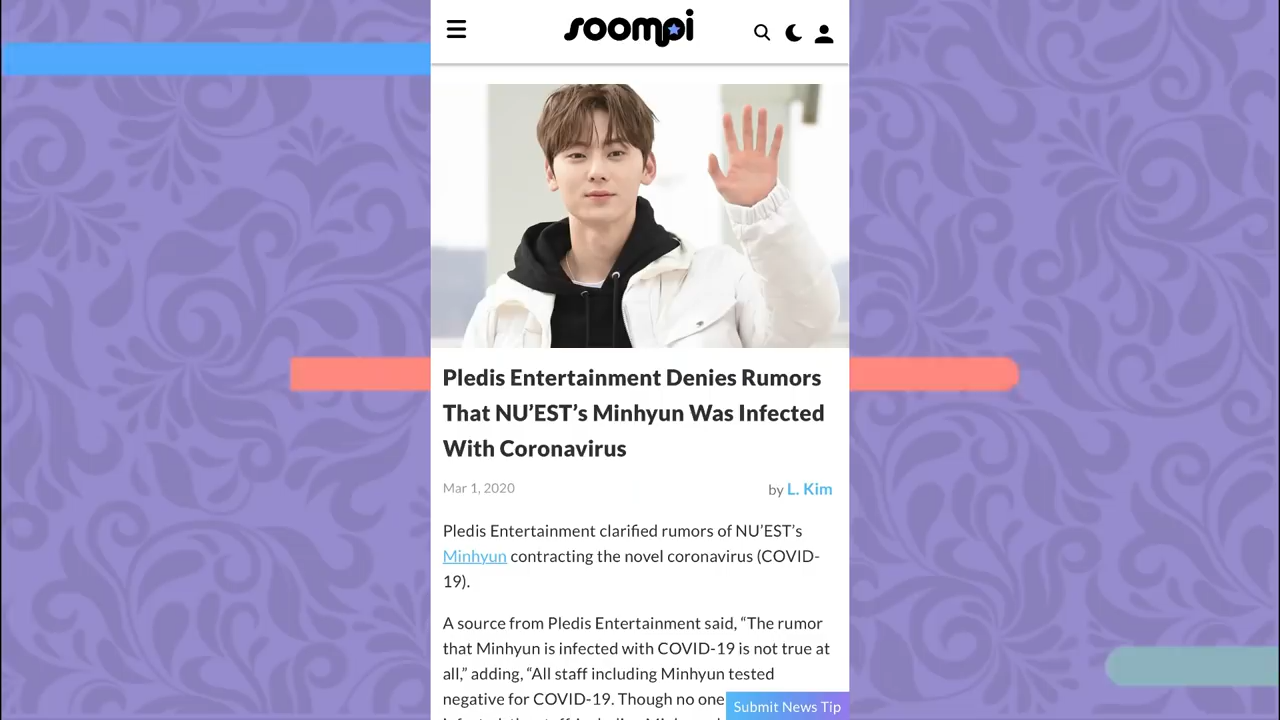 soompi
Pledis Entertainment Denies Rumors
That NU’EST’s Minhyun Was Infected
With Coronavirus
Mar 1, 2020
by L. Kim
Pledis Entertainment clarified rumors of NU’EST’s
Minhyun contracting the novel coronavirus (COVID-
19).
A source from Pledis Entertainment said, “The rumor
that Minhyun is infected with COVID-19 is not true at
all,” adding, “All staff including Minhyun tested
negative for COVID-19. Though no one
Submit News Tip